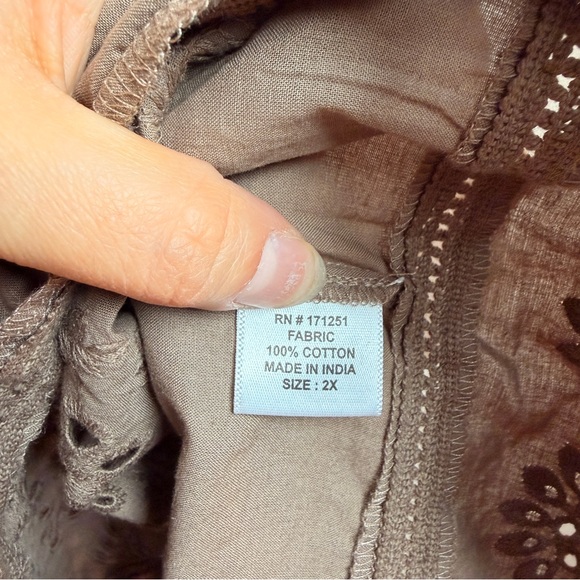 RN # 171251
FABRIC
100% COTTON
MADE IN INDIA
SIZE : 2X